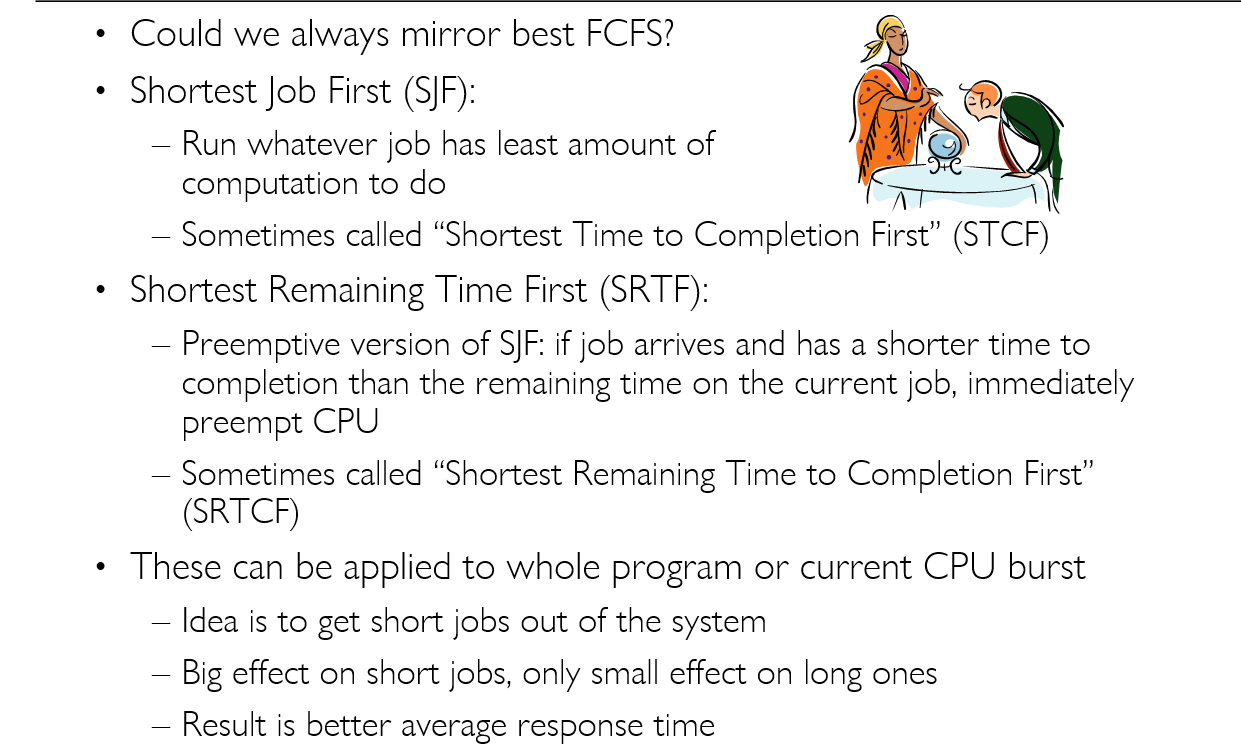 • Could we always mirror best FCFS?
• Shortest Job First (SJF):
– Run whatever job has least amount of
computation to do
– Sometimes called “Shortest Time to Completion First” (STCF)
• Shortest Remaining Time First (SRTF):
– Preemptive version of SJF: if job arrives and has a shorter time to
completion than the remaining time on the current job, immediately
preempt CPU
– Sometimes called “Shortest Remaining Time to Completion First”
(SRTCF)
• These can be applied to whole program or current CPU burst
– Idea is to get short jobs out of the system
– Big effect on short jobs, only small effect on long ones
– Result is better average response time